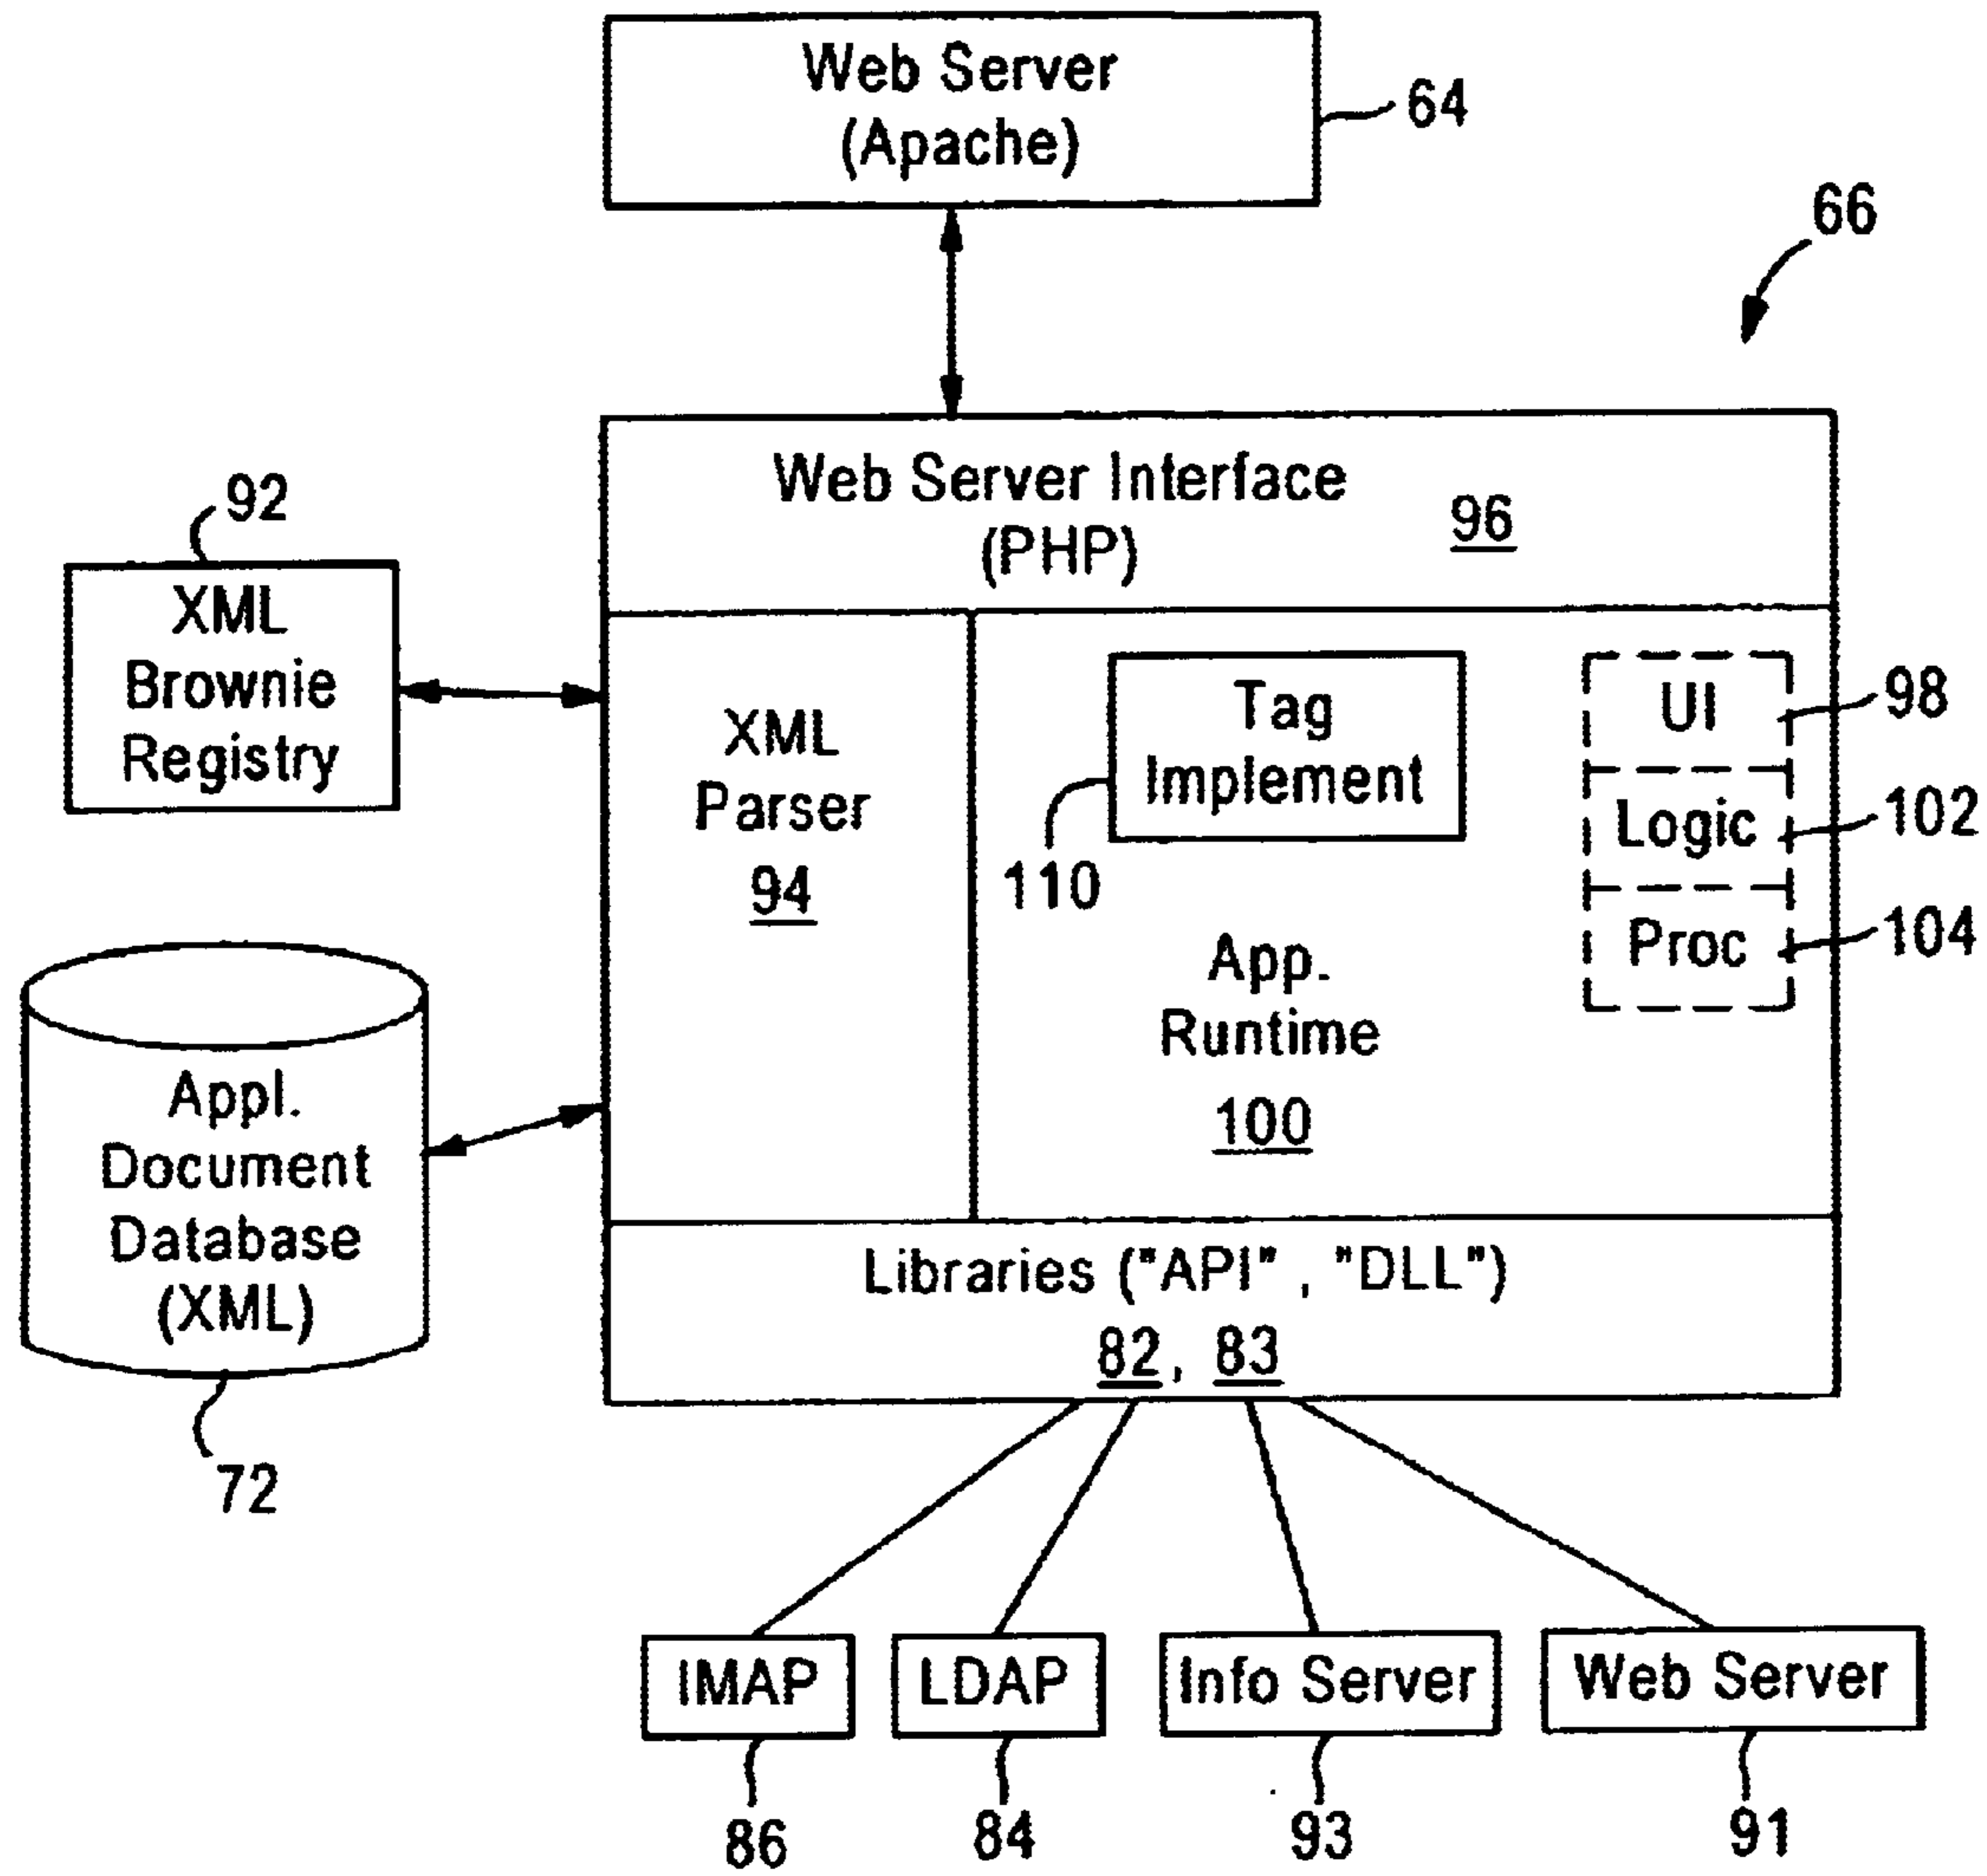 Web Server
(Apache)
64
66
Web Server Interface
(PHP)
96
92
XML
Brownie
Registry
XML
Parser
94
Tag
Implement
110
UI
98
Logic
102
Proc
104
App.
Runtime
100
Appl.
Document
Database
(XML)
72
Libraries ("API" , "DLL")
82, 83
IMAP
LDAP
Info Server
Web Server
86
84
93
91